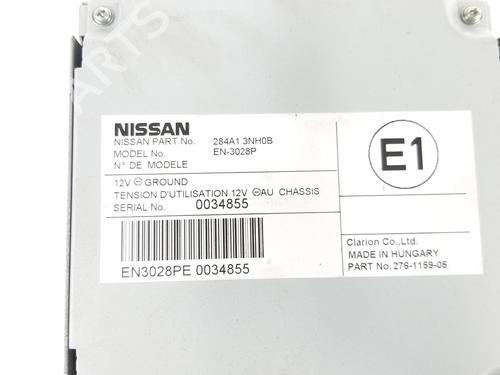 PARTS
NISSAN
NISSAN PART No. 284A1 3NH0B
MODEL No. EN-3028P
N° DE MODELE
12V ⊖ GROUND
TENSION D'UTILISATION 12V ⊖AU CHASSIS
SERIAL No. 0034855
EN3028PE 0034855
E1
Clarion Co.,Ltd.
MADE IN HUNGARY
PART No. 276-1159-05